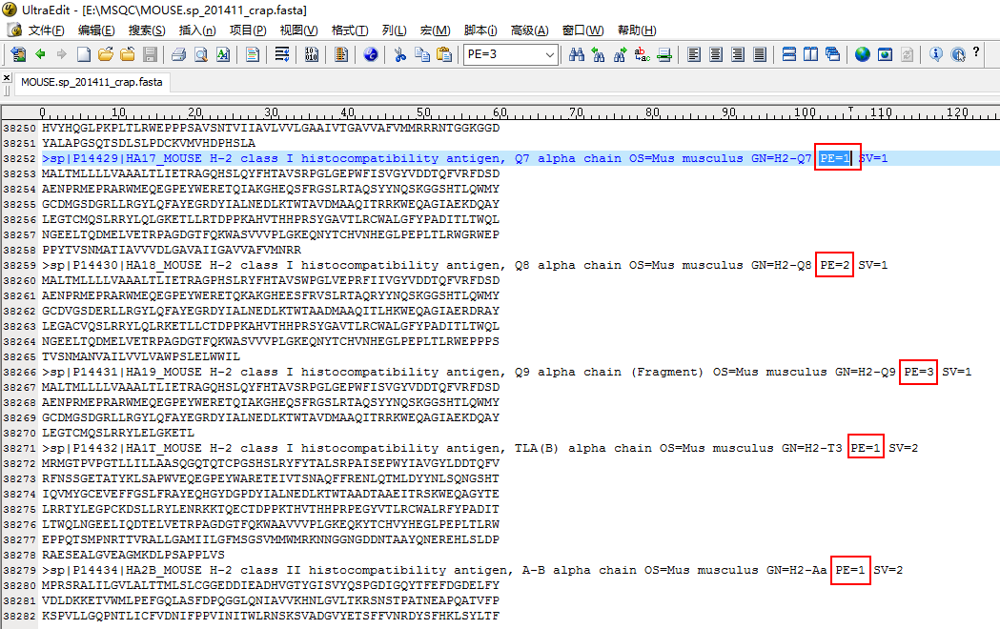 UltraEdit - [E:\MSQC\MOUSE.sp_201411_crap.fasta]
文件(F) 编辑(E) 搜索(S) 插入(n) 项目(P) 视图(V) 格式(T) 列(L) 宏(M) 脚本(i) 高级(A) 窗口(W) 帮助(H)
PE=3
MOUSE.sp_201411_crap.fasta
0 10 20 30 40 50 60 70 80 90 100 110 120
38250 HVYHQGLPKPLTLRWEPPPSAVSNTVIIAVLVVLGAAIVTGAVVAFVMMRRRNTGGKGGD
38251 YALAPGSQTSDLSLPDCKVMVHDPHSLA
38252 >sp|P14429|HA17_MOUSE H-2 class I histocompatibility antigen, Q7 alpha chain OS=Mus musculus GN=H2-Q7 PE=1 SV=1
38253 MALTMLLLLVAAALTLIETRAGQHSLQYFHTAVSRPGLGEPWFISVGYVDDTQFVRFDSD
38254 AENPRMEPRARWMEQEGPEYWERETQIAKGHEQSFRGSLRTAQSYYNQSKGGSHTLQWMY
38255 GCDMGSDGRLLRGYLQFAYEGRDYIALNEDLKTWTAVDMAAQITRRKWEQAGIAEKDQAY
38256 LEGTCMQSLRRYLQLGKETLLRTDPPKAHVTHHPRSYGAVTLRCWALGFYPADITLTWQL
38257 NGEELTQDMELVETRPAGDGTFQKWASVVVPLGKEQNYTCHVNHEGLPEPLTLRWGRWEP
38258 PPYTVSNMATIAVVVDLGAVAIIGAVVAFVMNRR
38259 >sp|P14430|HA18_MOUSE H-2 class I histocompatibility antigen, Q8 alpha chain OS=Mus musculus GN=H2-Q8 PE=2 SV=1
38260 MALTMLLLLVAAALTLIETRAGPHSLRYFHTAVSWPGLVEPRFIIVGYVDDTQFVRFDSD
38261 AENPRMEPRARWMEQEGPEYWERETQKAKGHEESFRVSLRTAQRYYNQSKGGSHTLQWMY
38262 GCDVGSDERLLRGYLQFAYEGRDYIALNEDLKTWTAADMAAQITLHKWEQAGIAERDRAY
38263 LEGACVQSLRRYLQLRKETLLCTDPPKAHVTHHPRSYGAVTLRCWALGFYPADITLTWQL
38264 NGEELTQDMELVETRPAGDGTFQKWASVVVPLGKEQNYTCHVNHEGLPEPLTLRWEPPPS
38265 TVSNMANVAILVVLVAWPSLELWWIL
38266 >sp|P14431|HA19_MOUSE H-2 class I histocompatibility antigen, Q9 alpha chain (Fragment) OS=Mus musculus GN=H2-Q9 PE=3 SV=1
38267 MALTMLLLLVAAALTLIETRAGQHSLQYFHTAVSRPGLGEPWFISVGYVDDTQFVRFDSD
38268 AENPRMEPRARWMEQEGPEYWERETQIAKGHEQSFRGSLRTAQSYYNQSKGGSHTLQWMY
38269 GCDMGSDGRLLRGYLQFAYEGRDYIALNEDLKTWTAVDMAAQITRRKWEQAGIAEKDQAY
38270 LEGTCMQSLRRYLELGKETL
38271 >sp|P14432|HA1T_MOUSE H-2 class I histocompatibility antigen, TLA(B) alpha chain OS=Mus musculus GN=H2-T3 PE=1 SV=2
38272 MRMGTPVPGTLLILLAASQGQTQTCPGSHSLRYFYTALSRPAISEPWYIAVGYLDDTQFV
38273 RFNSSGETATYKLSAPWVEQEGPEYWARETEIVTSNAQFFRENLQTMLDYYNLSQNGSHT
38274 IQVMYGCEVEFFGSLFRAYEQHGYDGPDYIALNEDLKTWTAADTAAEITRSKWEQAGYTE
38275 LRRTYLEGPCKDSLLRYLENRKKTQECTDPPKTHVTHHPRPEGYVTLRCWALRFYPADIT
38276 LTWQLNGEELIQDTELVETRPAGDGTFQKWAAVVVPLGKEQKYTCHVYHEGLPEPLTLRW
38277 EPPQTSMPNRTTVRALLGAMIILGFMSGSVMMWMRKNNGGNGDDNTAAYQNEREHLSLDP
38278 RAESEALGVEAGMKDLPSAPPLVS
38279 >sp|P14434|HA2B_MOUSE H-2 class II histocompatibility antigen, A-B alpha chain OS=Mus musculus GN=H2-Aa PE=1 SV=2
38280 MPRSRALILGVLALTTMLSLCGGEDDIEADHVGTYGISVYQSPGDIGQYTFEFDGDELFY
38281 VDLDKKETVWMLPEFGQLASFDPQGGLQNIAVVKHNLGVLTKRSNSTPATNEAPQATVFP
38282 KSPVLLGQPNTLICFVDNIFPPVINITWLRNSKSVADGVYETSFFVNRDYSFHKLSYLTF